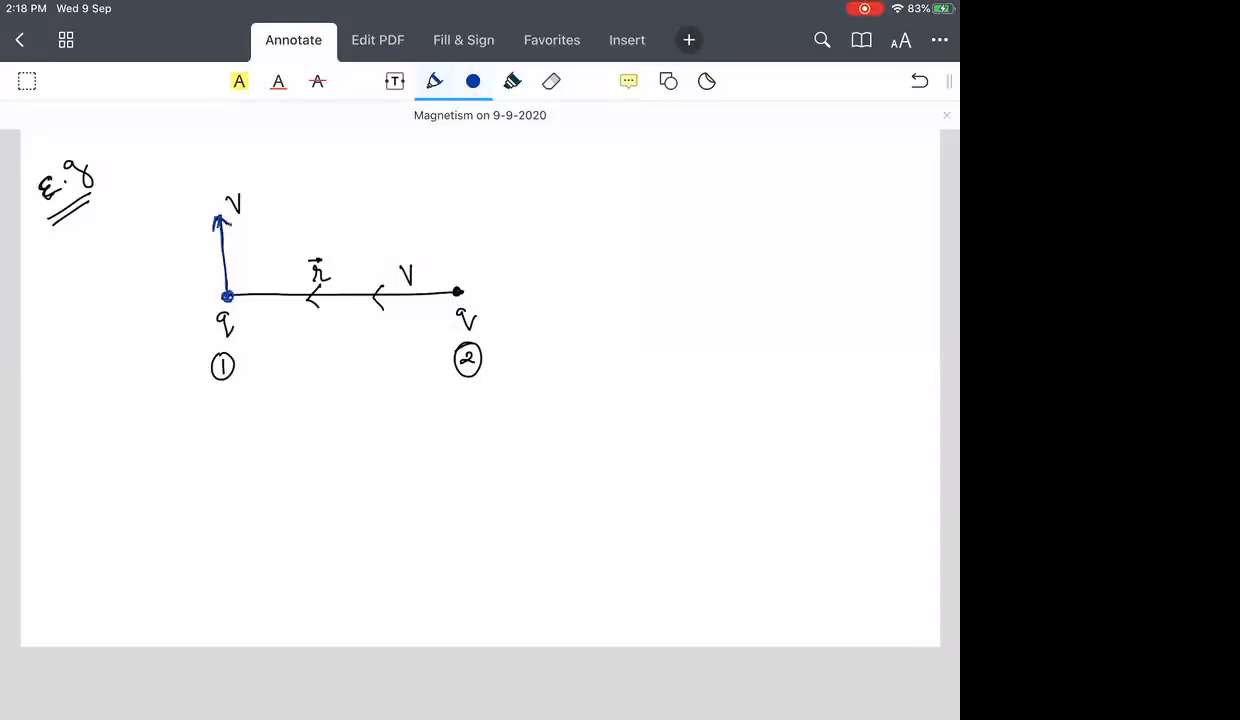 2:18 PM Wed 9 Sep 83%
Annotate Edit PDF Fill & Sign Favorites Insert
A A A T
Magnetism on 9-9-2020
E.g
V
r V
q q
1 2